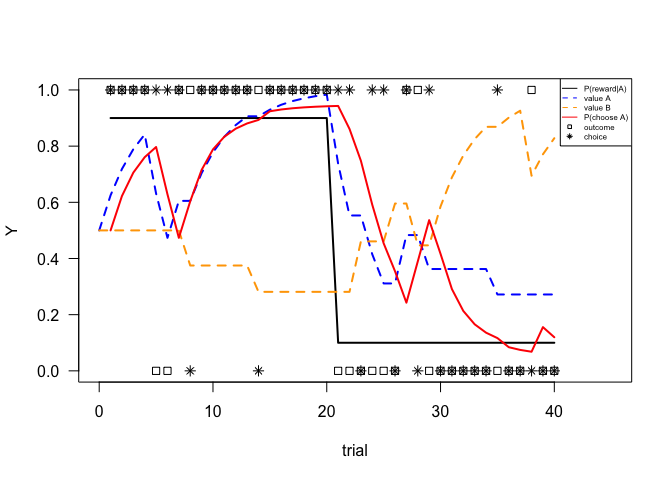 1.0
0.8
0.6
0.4
0.2
0.0
Y
0 10 20 30 40
trial
P(reward|A)
value A
value B
P(choose A)
outcome
choice